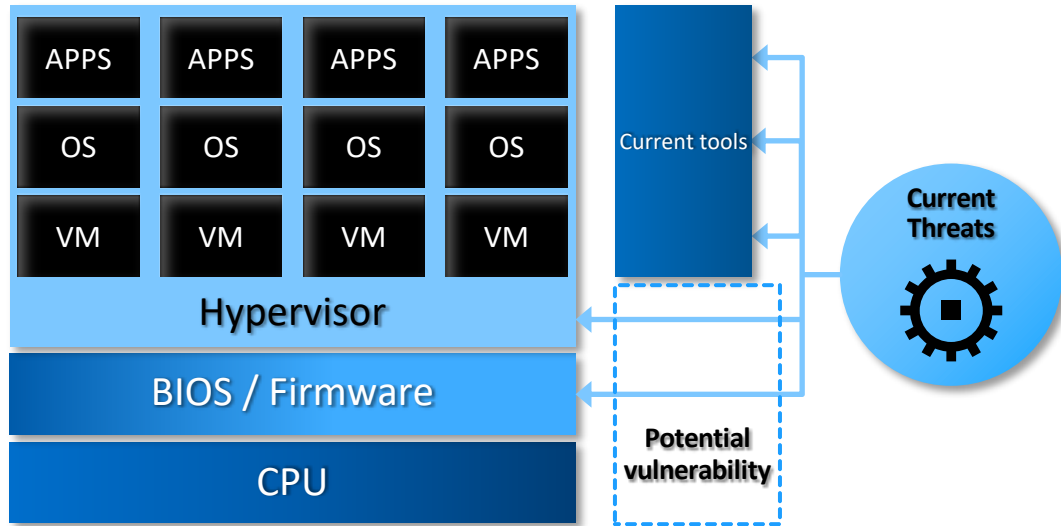 APPS APPS APPS APPS
OS OS OS OS
VM VM VM VM
Hypervisor
BIOS / Firmware
CPU
Current tools
Potential
vulnerability
Current
Threats